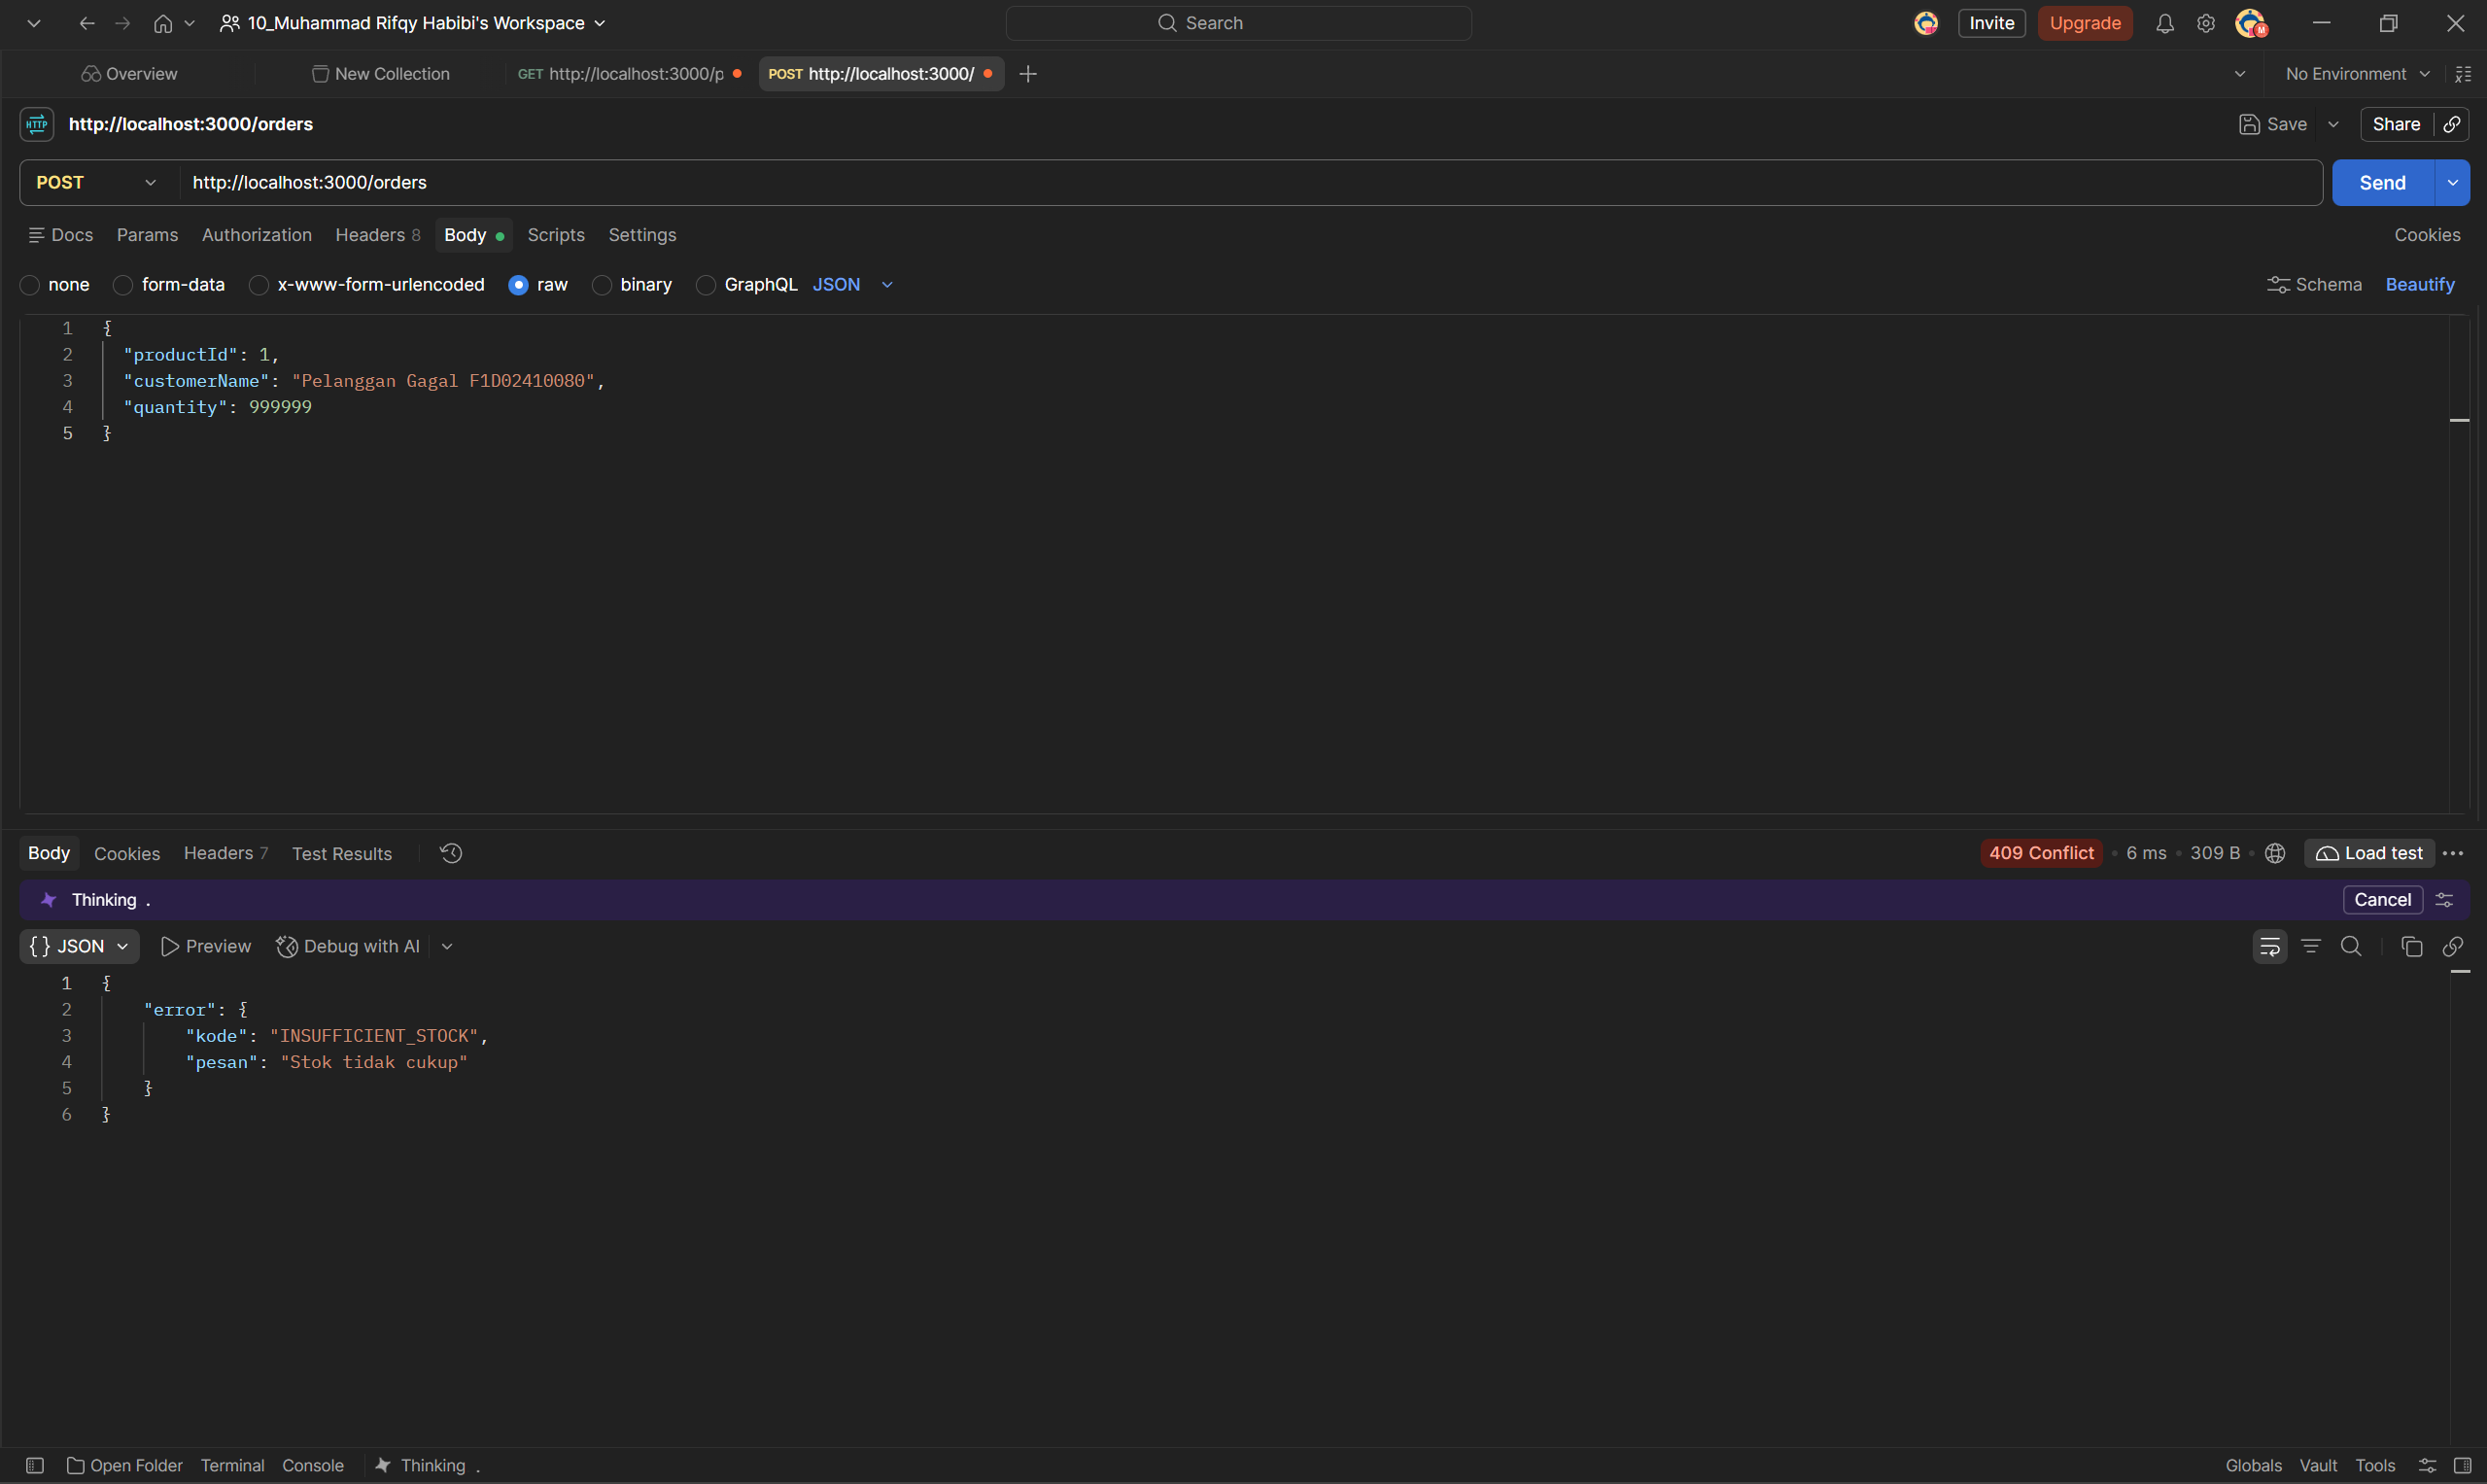 10_Muhammad Rifqy Habibi's Workspace
Search
Invite
Upgrade
Overview
New Collection
GET http://localhost:3000/p
POST http://localhost:3000/
No Environment
HTTP
http://localhost:3000/orders
Save
Share
POST
http://localhost:3000/orders
Send
Docs Params Authorization Headers 8 Body Scripts Settings
Cookies
none form-data x-www-form-urlencoded raw binary GraphQL JSON
Schema Beautify
1 {
2 "productId": 1,
3 "customerName": "Pelanggan Gagal F1D02410080",
4 "quantity": 999999
5 }
Body Cookies Headers 7 Test Results
409 Conflict • 6 ms • 309 B
Load test
Thinking .
Cancel
{} JSON
Preview
Debug with AI
1 {
2 "error": {
3 "kode": "INSUFFICIENT_STOCK",
4 "pesan": "Stok tidak cukup"
5 }
6 }
Open Folder Terminal Console Thinking .
Globals Vault Tools